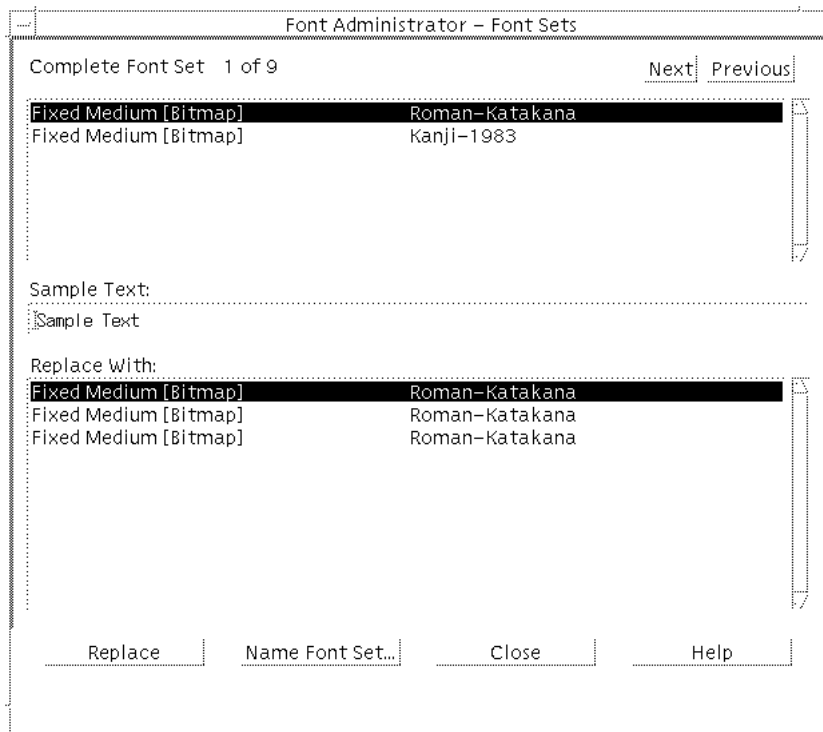 Font Administrator – Font Sets
Complete Font Set 1 of 9
Next Previous
Fixed Medium [Bitmap] Roman–Katakana
Fixed Medium [Bitmap] Kanji–1983
Sample Text:
Sample Text
Replace With:
Fixed Medium [Bitmap] Roman–Katakana
Fixed Medium [Bitmap] Roman–Katakana
Fixed Medium [Bitmap] Roman–Katakana
Replace Name Font Set... Close Help